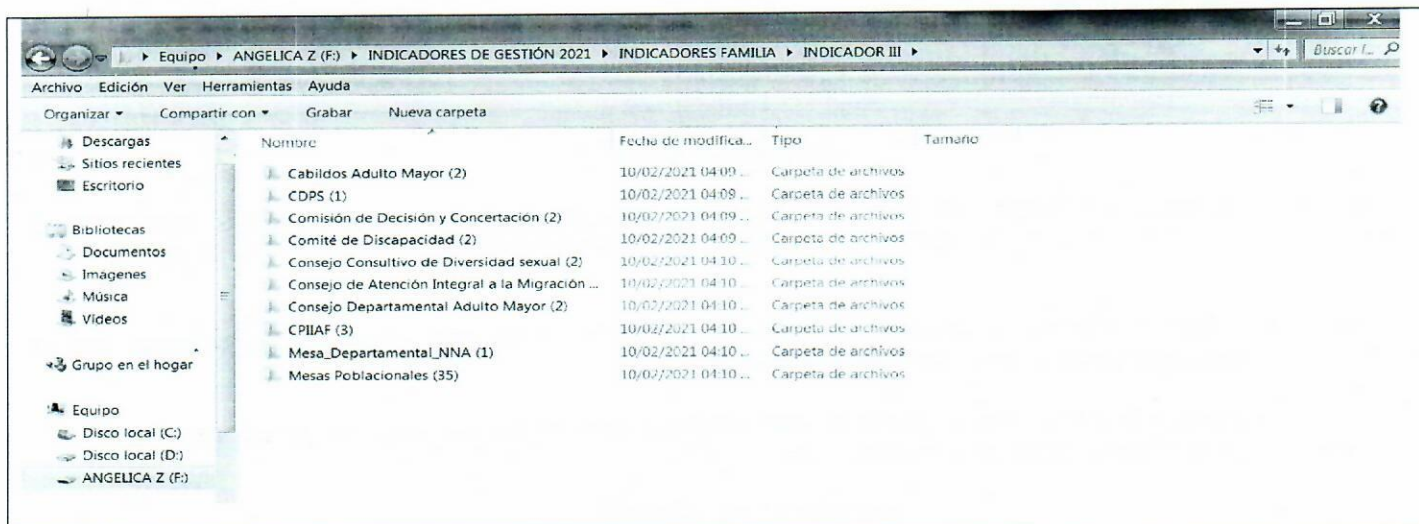 Equipo ▸ ANGELICA Z (F:) ▸ INDICADORES DE GESTIÓN 2021 ▸ INDICADORES FAMILIA ▸ INDICADOR III ▸ Buscar I...
Archivo Edición Ver Herramientas Ayuda
Organizar Compartir con Grabar Nueva carpeta
Descargas
Sitios recientes
Escritorio
Bibliotecas
Documentos
Imágenes
Música
Vídeos
Grupo en el hogar
Equipo
Disco local (C:)
Disco local (D:)
ANGELICA Z (F:)
Nombre Fecha de modifica... Tipo Tamaño
Cabildos Adulto Mayor (2) 10/02/2021 04:09 ... Carpeta de archivos
CDPS (1) 10/02/2021 04:09 ... Carpeta de archivos
Comisión de Decisión y Concertación (2) 10/02/2021 04:09 ... Carpeta de archivos
Comité de Discapacidad (2) 10/02/2021 04:09 ... Carpeta de archivos
Consejo Consultivo de Diversidad sexual (2) 10/02/2021 04:10 ... Carpeta de archivos
Consejo de Atención Integral a la Migración ... 10/02/2021 04:10 ... Carpeta de archivos
Consejo Departamental Adulto Mayor (2) 10/02/2021 04:10 ... Carpeta de archivos
CPIIAF (3) 10/02/2021 04:10 ... Carpeta de archivos
Mesa_Departamental_NNA (1) 10/02/2021 04:10 ... Carpeta de archivos
Mesas Poblacionales (35) 10/02/2021 04:10 ... Carpeta de archivos